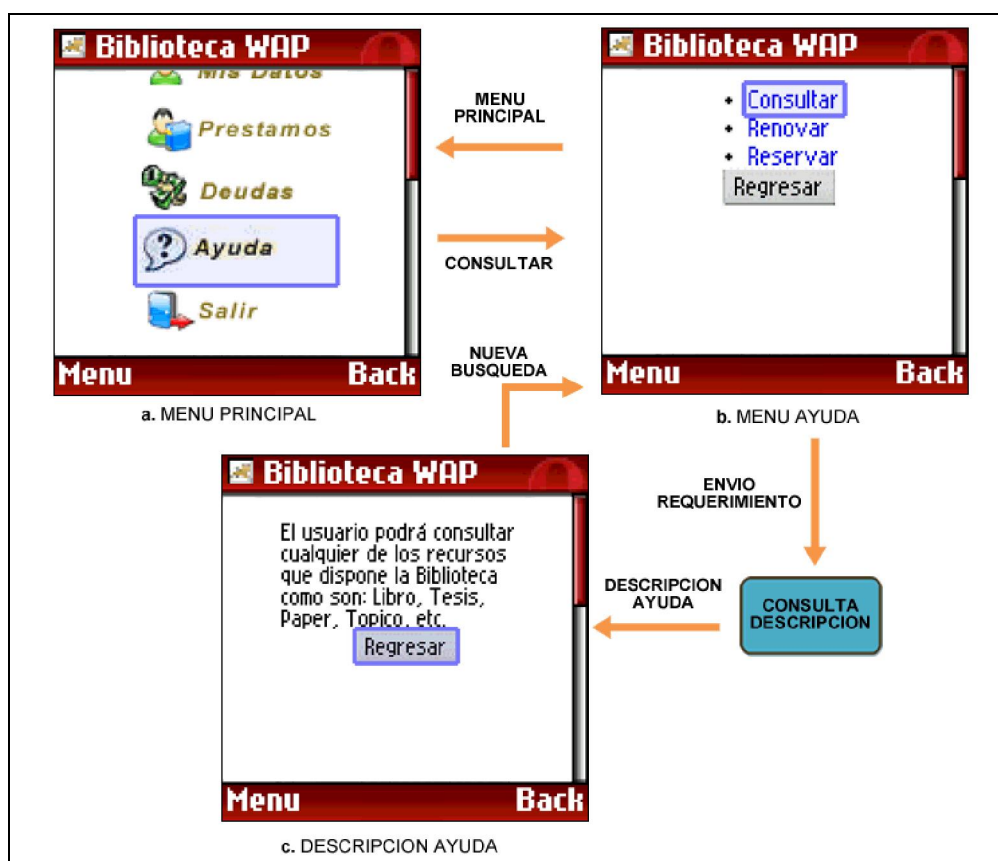 Biblioteca WAP
Mis Datos
Prestamos
Deudas
Ayuda
Salir
Menu Back
a. MENU PRINCIPAL
MENU
PRINCIPAL
CONSULTAR
Biblioteca WAP
• Consultar
• Renovar
• Reservar
Regresar
Menu Back
b. MENU AYUDA
NUEVA
BUSQUEDA
ENVIO
REQUERIMIENTO
CONSULTA
DESCRIPCION
DESCRIPCION
AYUDA
Biblioteca WAP
El usuario podrá consultar
cualquier de los recursos
que dispone la Biblioteca
como son: Libro, Tesis,
Paper, Topico, etc.
Regresar
Menu Back
c. DESCRIPCION AYUDA